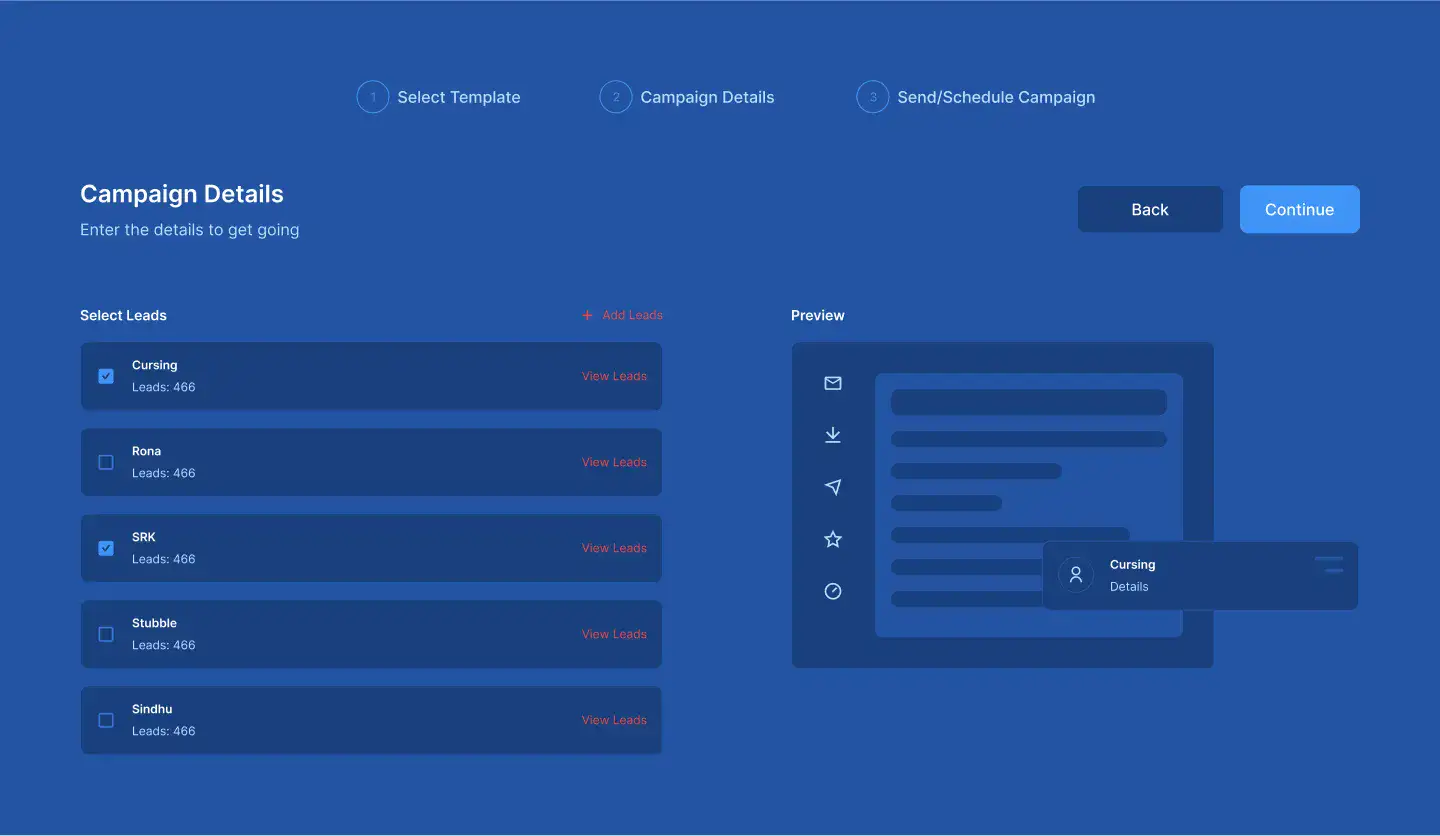 1 Select Template
2 Campaign Details
3 Send/Schedule Campaign
Campaign Details
Enter the details to get going
Back
Continue
Select Leads
+ Add Leads
Cursing
Leads: 466
View Leads
Rona
Leads: 466
View Leads
SRK
Leads: 466
View Leads
Stubble
Leads: 466
View Leads
Sindhu
Leads: 466
View Leads
Preview
Cursing
Details